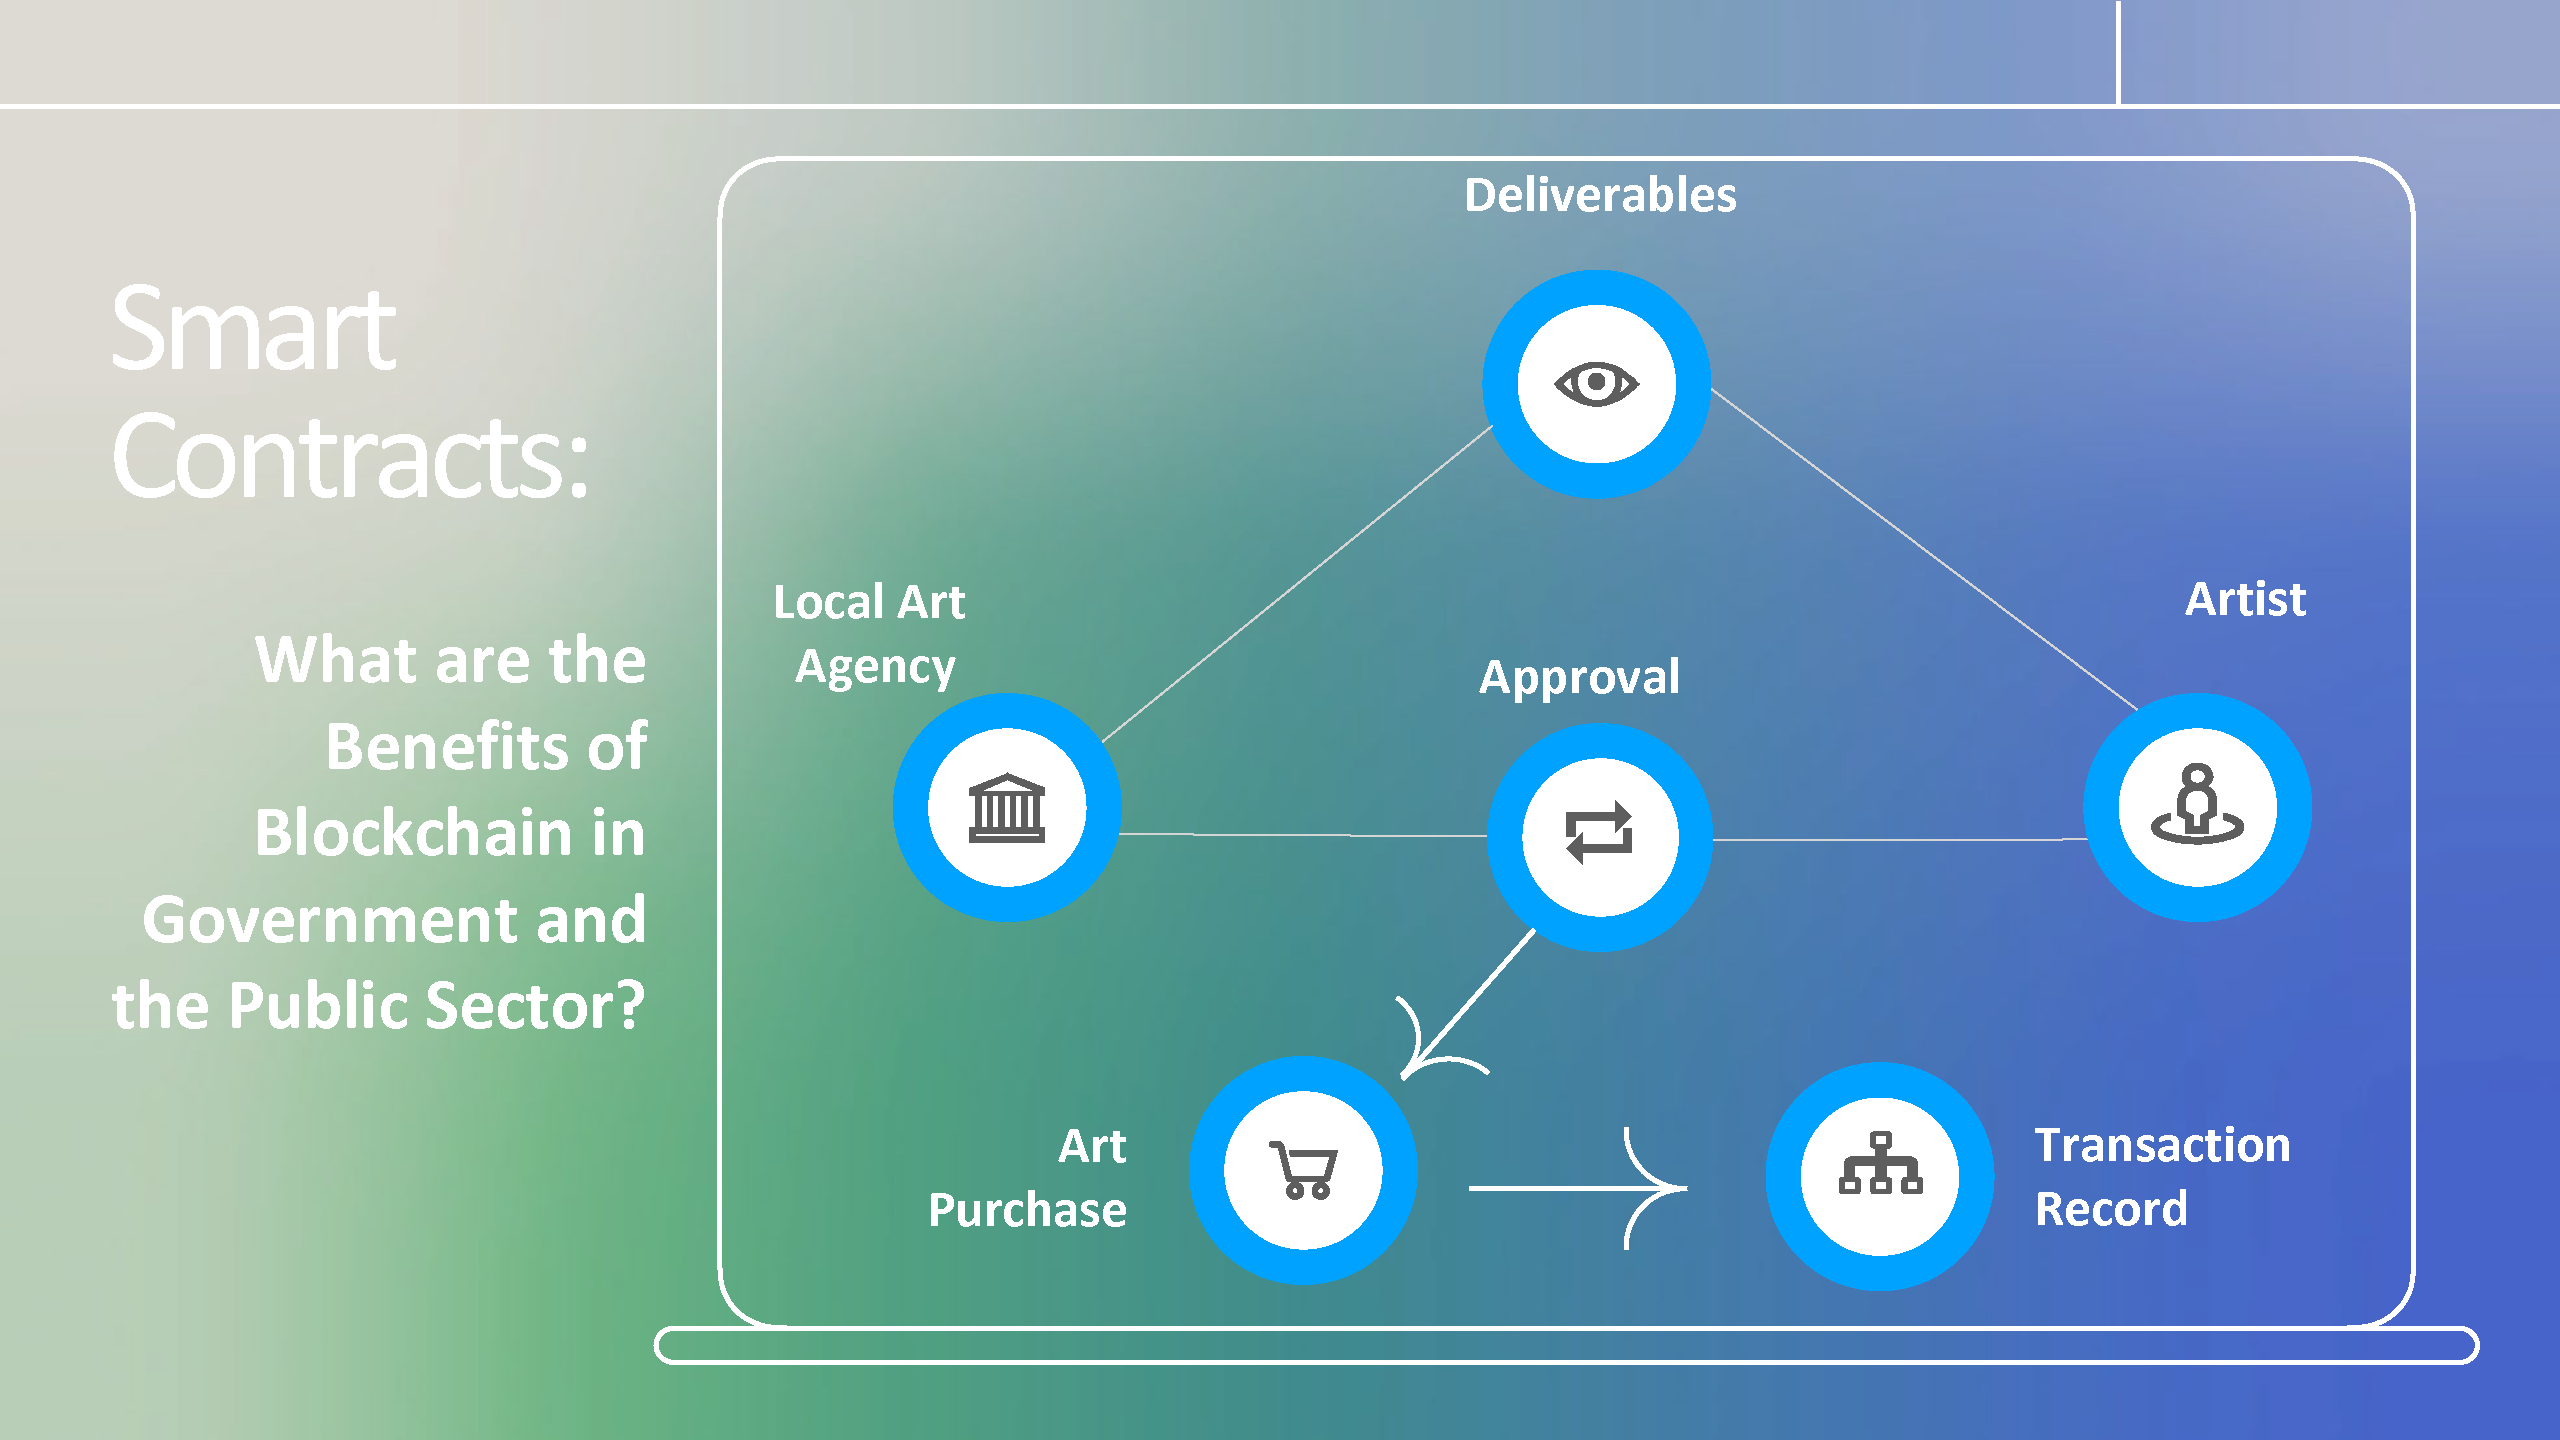 Smart
Contracts:
What are the
Benefits of
Blockchain in
Government and
the Public Sector?
Deliverables
Local Art
Agency
Artist
Approval
Art
Purchase
Transaction
Record